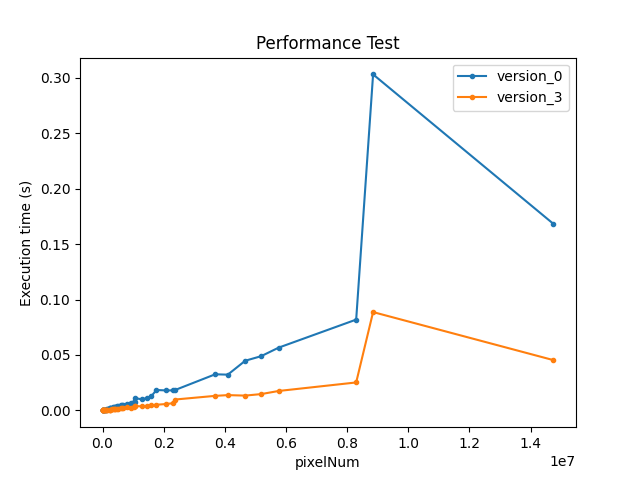 Performance Test
version_0
version_3
Execution time (s)
0.30
0.25
0.20
0.15
0.10
0.05
0.00
0.0 0.2 0.4 0.6 0.8 1.0 1.2 1.4
1e7
pixelNum